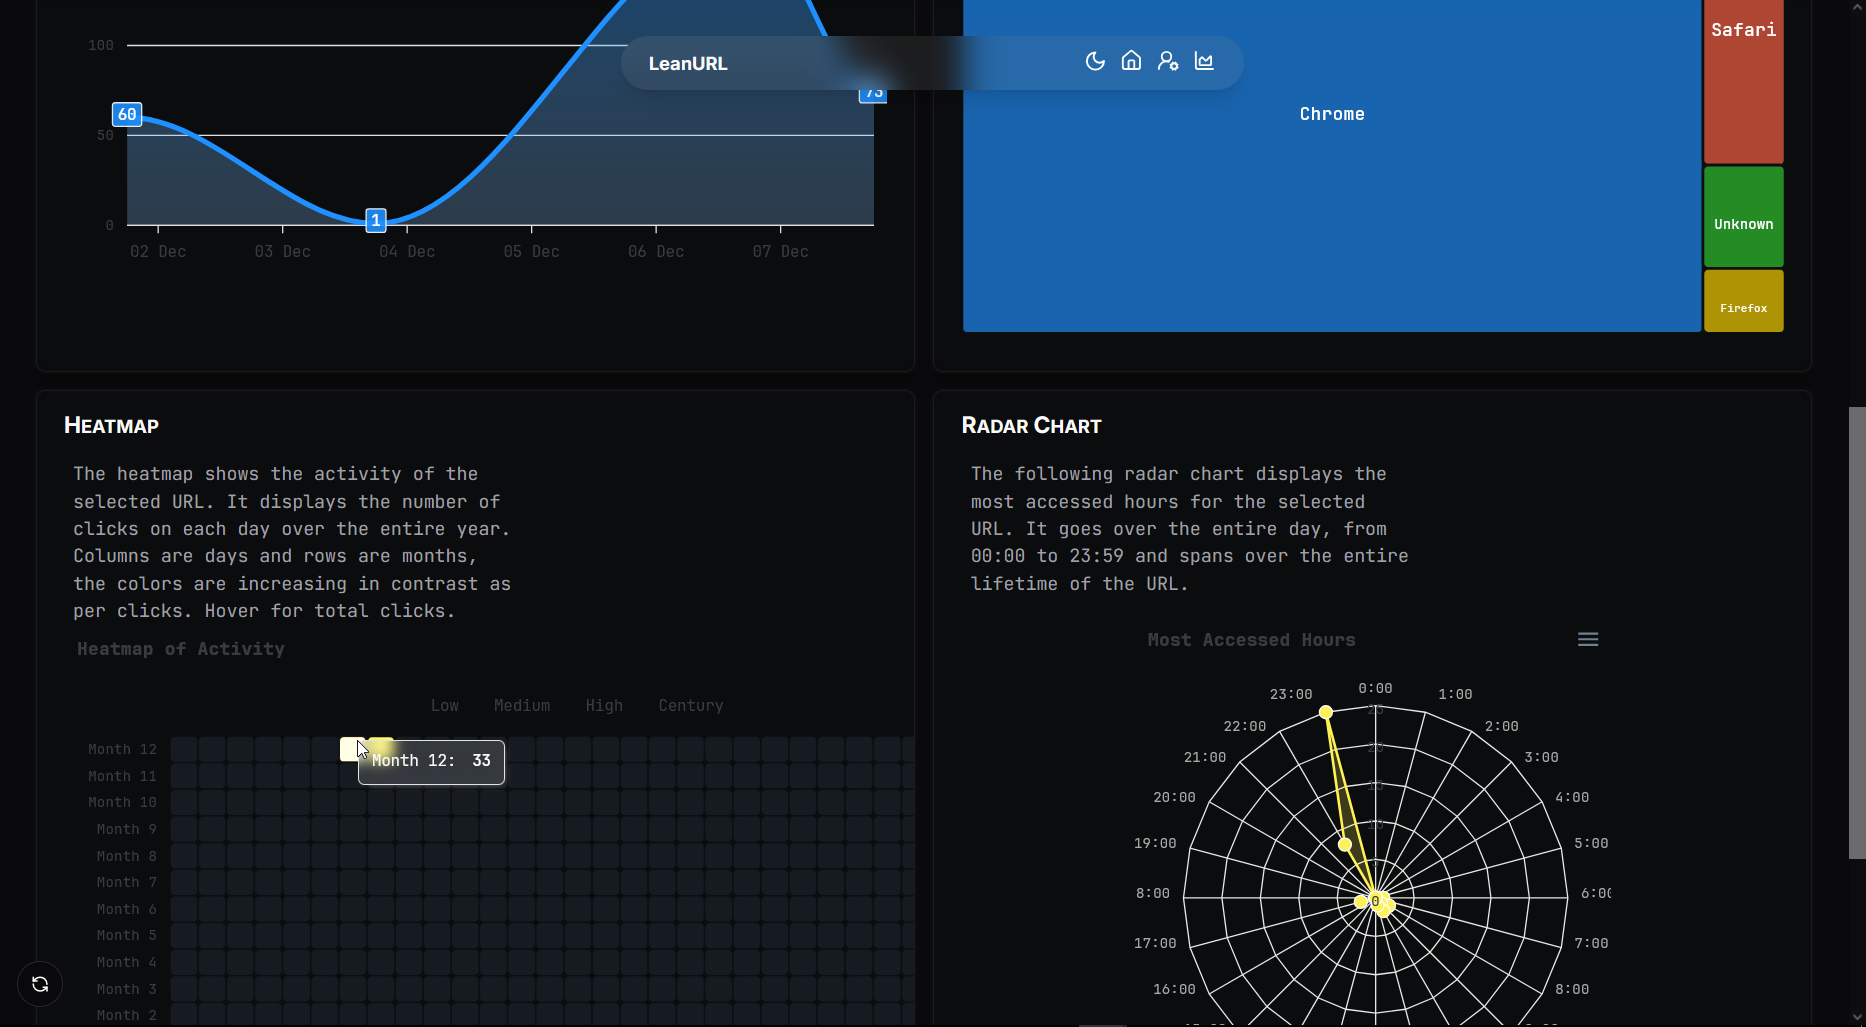 LeanURL
100
50
0
60
1
73
02 Dec
03 Dec
04 Dec
05 Dec
06 Dec
07 Dec
Chrome
Safari
Unknown
Firefox
HEATMAP
The heatmap shows the activity of the
selected URL. It displays the number of
clicks on each day over the entire year.
Columns are days and rows are months,
the colors are increasing in contrast as
per clicks. Hover for total clicks.
Heatmap of Activity
Low Medium High Century
Month 12
Month 11
Month 10
Month 9
Month 8
Month 7
Month 6
Month 5
Month 4
Month 3
Month 2
Month 12: 33
RADAR CHART
The following radar chart displays the
most accessed hours for the selected
URL. It goes over the entire day, from
00:00 to 23:59 and spans over the entire
lifetime of the URL.
Most Accessed Hours
0:00
1:00
2:00
3:00
4:00
5:00
6:00
7:00
8:00
16:00
17:00
8:00
19:00
20:00
21:00
22:00
23:00
25
20
15
10
0